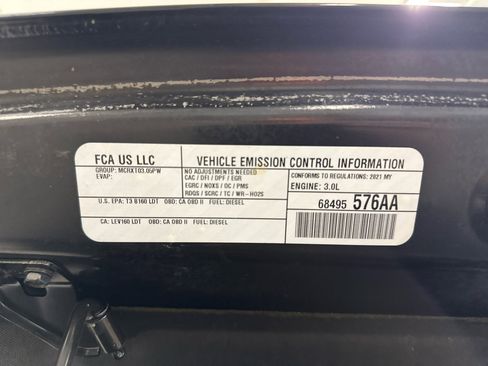 FCA US LLC
GROUP: MCRXT03.05PW
EVAP:
VEHICLE EMISSION CONTROL INFORMATION
NO ADJUSTMENTS NEEDED
CAC / DFI / DPF / EGR
EGRC / NOXS / OC / PMS
RDQS / SCRC / TC / WR-HO2S
CONFORMS TO REGULATIONS: 2021 MY
ENGINE: 3.0L
68495 576AA
U.S. EPA: T3 B160 LDT OBD: CA OBD II FUEL: DIESEL
CA: LEV160 LDT OBD: CA OBD II FUEL: DIESEL